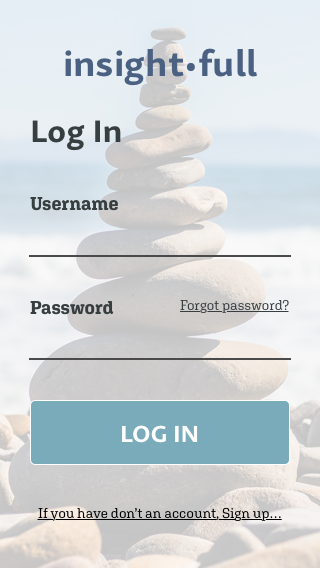 insight•full
Log In
Username
Password Forgot password?
LOG IN
If you have don't an account, Sign up...